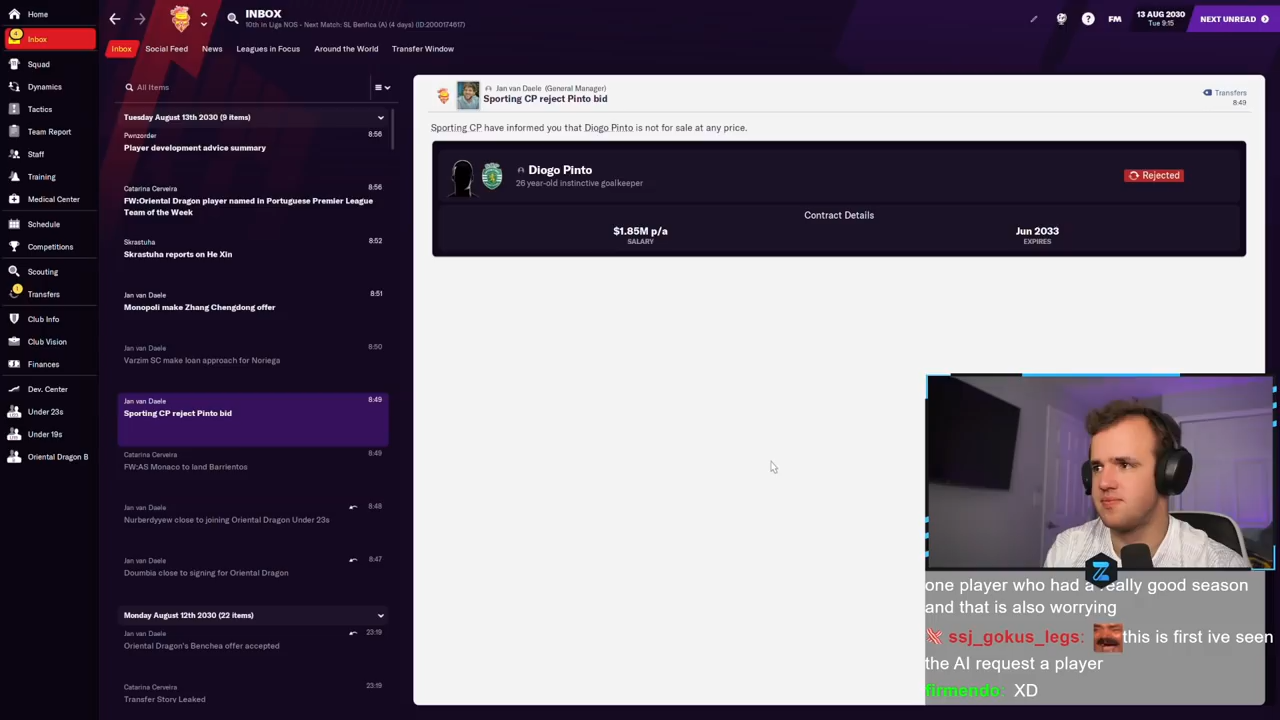 Home
INBOX
10th in Liga NOS - Next Match: SL Benfica (A) (4 days) (ID:2000174617)
FM
13 AUG 2030
Tue 9:15
NEXT UNREAD
4
Inbox
Squad
Dynamics
Tactics
Team Report
Staff
Training
Medical Center
Schedule
Competitions
Scouting
1
Transfers
Club Info
Club Vision
Finances
Dev. Center
Under 23s
Under 19s
Oriental Dragon B
Inbox
Social Feed
News
Leagues in Focus
Around the World
Transfer Window
All Items
Tuesday August 13th 2030 (9 items)
Pwnzorder
8:56
Player development advice summary
Catarina Cerveira
8:56
FW:Oriental Dragon player named in Portuguese Premier League
Team of the Week
Skrastuha
8:52
Skrastuha reports on He Xin
Jan van Daele
8:51
Monopoli make Zhang Chengdong offer
Jan van Daele
8:50
Varzim SC make loan approach for Noriega
Jan van Daele
8:49
Sporting CP reject Pinto bid
Catarina Cerveira
8:49
FW:AS Monaco to land Barrientos
Jan van Daele
8:48
Nurberdyyew close to joining Oriental Dragon Under 23s
Jan van Daele
8:47
Doumbia close to signing for Oriental Dragon
Monday August 12th 2030 (22 items)
Jan van Daele
23:19
Oriental Dragon's Benchea offer accepted
Catarina Cerveira
23:19
Transfer Story Leaked
Jan van Daele (General Manager)
Sporting CP reject Pinto bid
Transfers
8:49
Sporting CP have informed you that Diogo Pinto is not for sale at any price.
Diogo Pinto
26 year-old instinctive goalkeeper
Rejected
Contract Details
$1.85M p/a
SALARY
Jun 2033
EXPIRES
one player who had a really good season
and that is also worrying
ssj_gokus_legs: this is first ive seen
the AI request a player
firmendo: XD